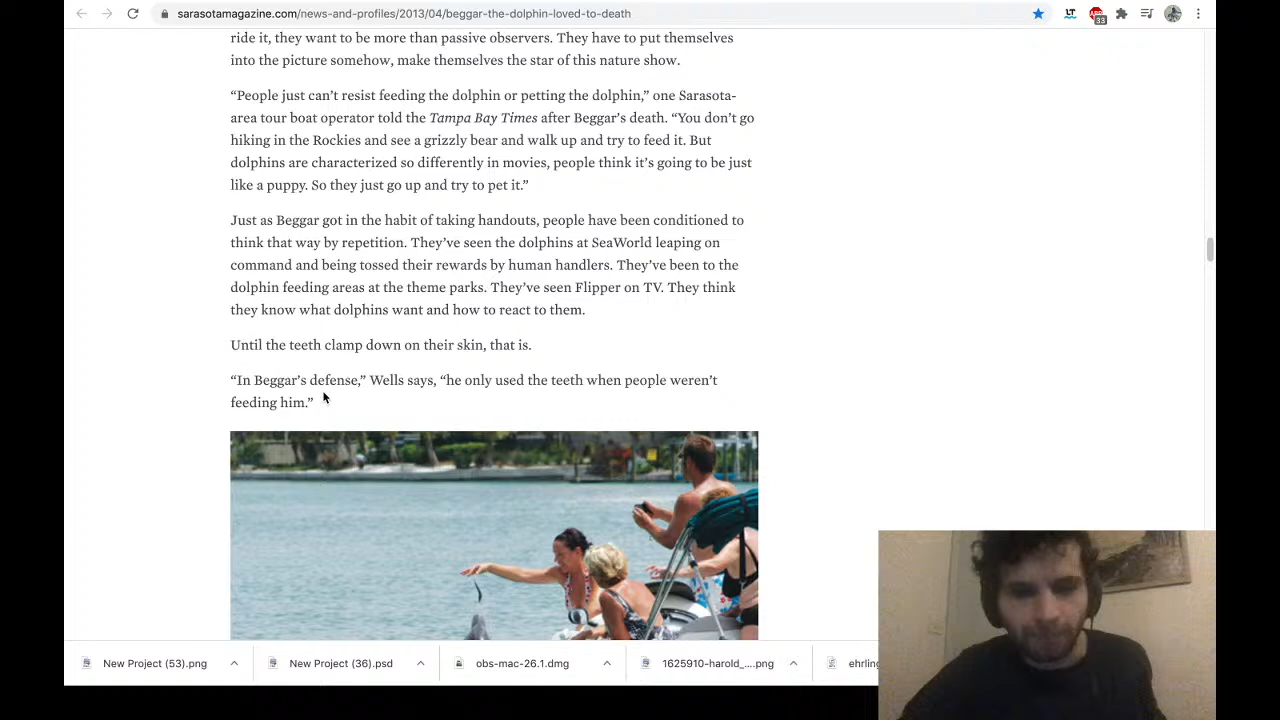 sarasotamagazine.com/news-and-profiles/2013/04/beggar-the-dolphin-loved-to-death
LT
33
ride it, they want to be more than passive observers. They have to put themselves
into the picture somehow, make themselves the star of this nature show.
“People just can’t resist feeding the dolphin or petting the dolphin,” one Sarasota-
area tour boat operator told the Tampa Bay Times after Beggar’s death. “You don’t go
hiking in the Rockies and see a grizzly bear and walk up and try to feed it. But
dolphins are characterized so differently in movies, people think it’s going to be just
like a puppy. So they just go up and try to pet it.”
Just as Beggar got in the habit of taking handouts, people have been conditioned to
think that way by repetition. They’ve seen the dolphins at SeaWorld leaping on
command and being tossed their rewards by human handlers. They’ve been to the
dolphin feeding areas at the theme parks. They’ve seen Flipper on TV. They think
they know what dolphins want and how to react to them.
Until the teeth clamp down on their skin, that is.
“In Beggar’s defense,” Wells says, “he only used the teeth when people weren’t
feeding him.”
New Project (53).png
New Project (36).psd
obs-mac-26.1.dmg
1625910-harold_....png
ehrling